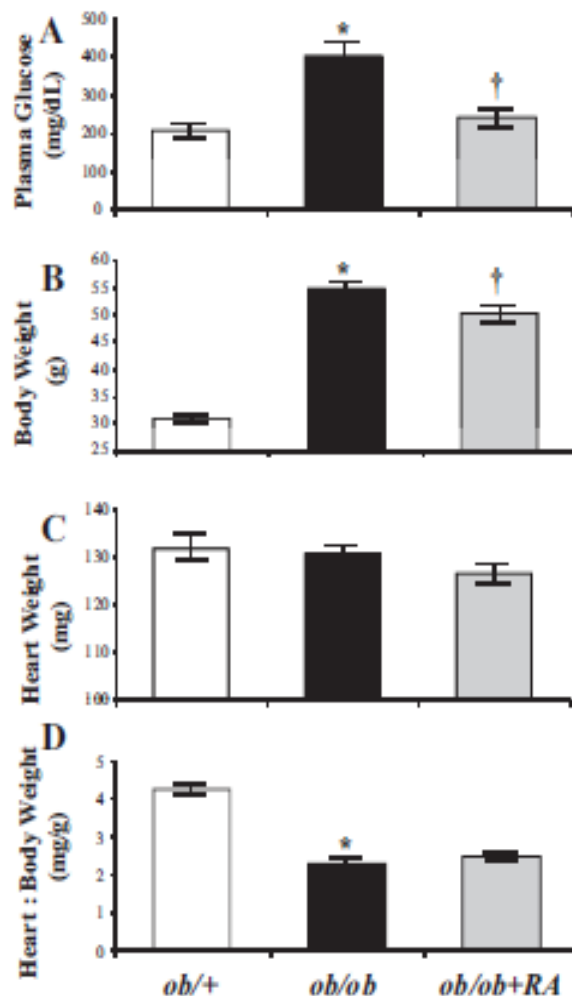 A
Plasma Glucose
(mg/dL)
500
400
300
200
100
0
*
†
B
Body Weight
(g)
60
55
50
45
40
35
30
25
*
†
C
Heart Weight
(mg)
140
130
120
110
100
D
Heart : Body Weight
(mg/g)
5
4
3
2
1
0
*
ob/+ ob/ob ob/ob+RA